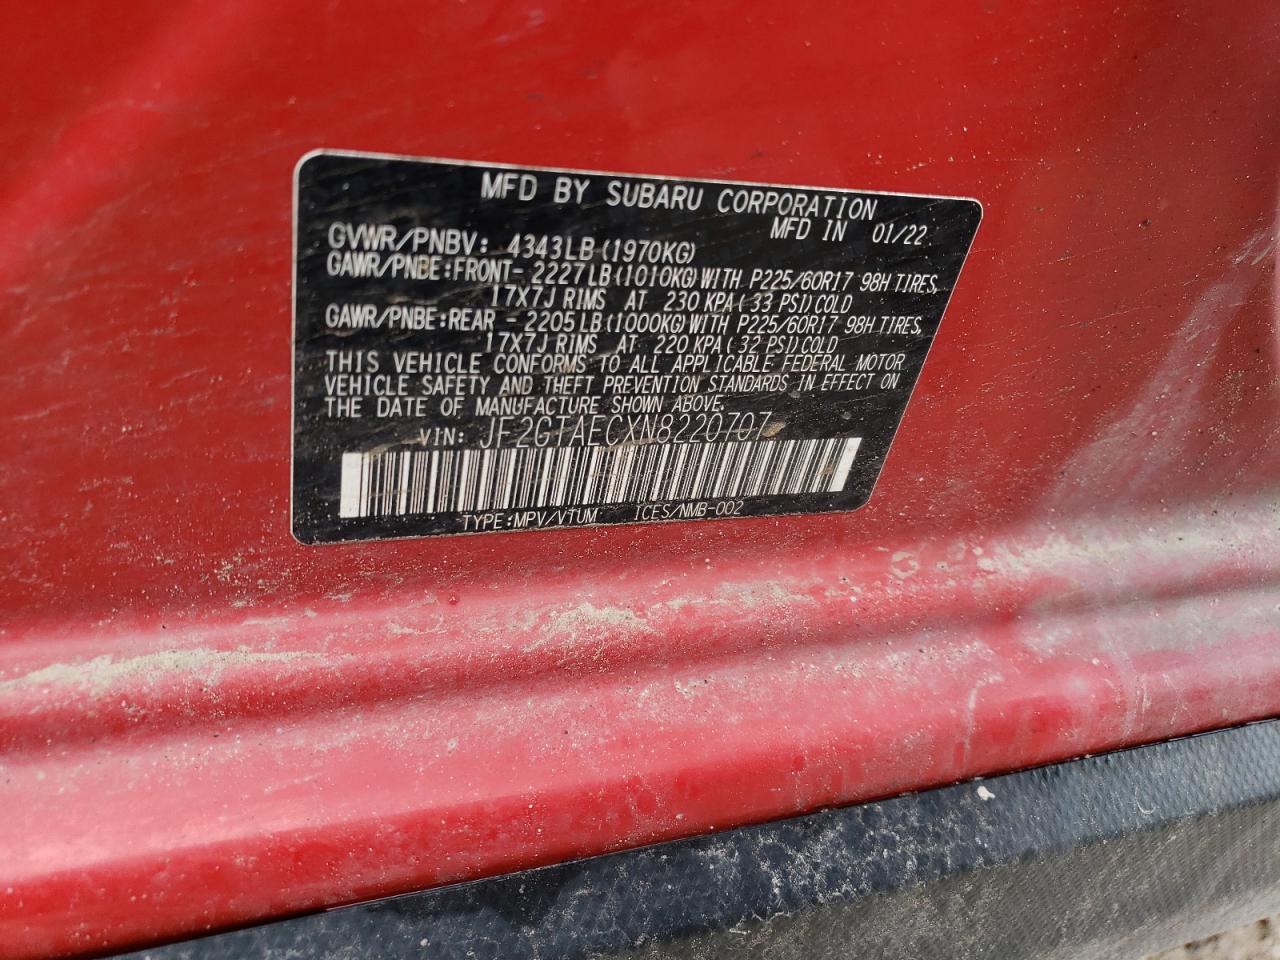 MFD BY SUBARU CORPORATION
MFD IN 01/22
GVWR/PNBV: 4343LB(1970KG)
GAWR/PNBE:FRONT- 2227LB(1010KG)WITH P225/60R17 98H TIRES,
17X7J RIMS AT 230 KPA( 33 PSI)COLD
GAWR/PNBE:REAR - 2205LB(1000KG)WITH P225/60R17 98H TIRES,
17X7J RIMS AT 220 KPA( 32 PSI)COLD
THIS VEHICLE CONFORMS TO ALL APPLICABLE FEDERAL MOTOR
VEHICLE SAFETY AND THEFT PREVENTION STANDARDS IN EFFECT ON
THE DATE OF MANUFACTURE SHOWN ABOVE.
VIN: JF2GTAECXN8220707
TYPE:MPV/VTUM ICES/NMB-002